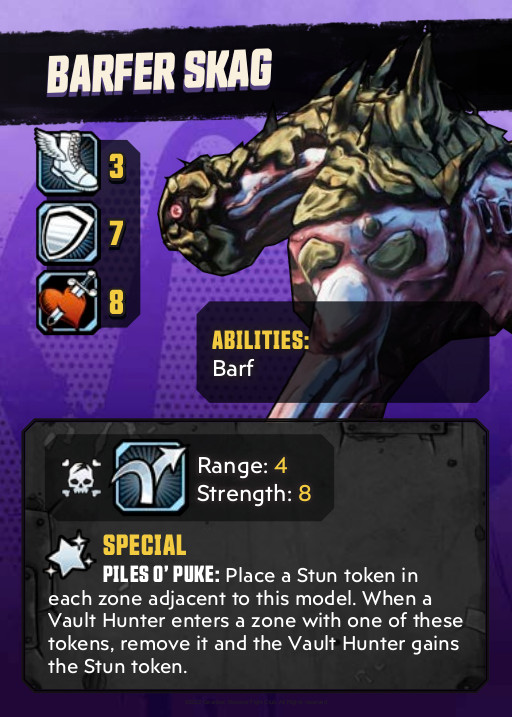 BARFER SKAG
3
7
8
ABILITIES:
Barf
Range: 4
Strength: 8
SPECIAL
PILES O' PUKE: Place a Stun token in
each zone adjacent to this model. When a
Vault Hunter enters a zone with one of these
tokens, remove it and the Vault Hunter gains
the Stun token.